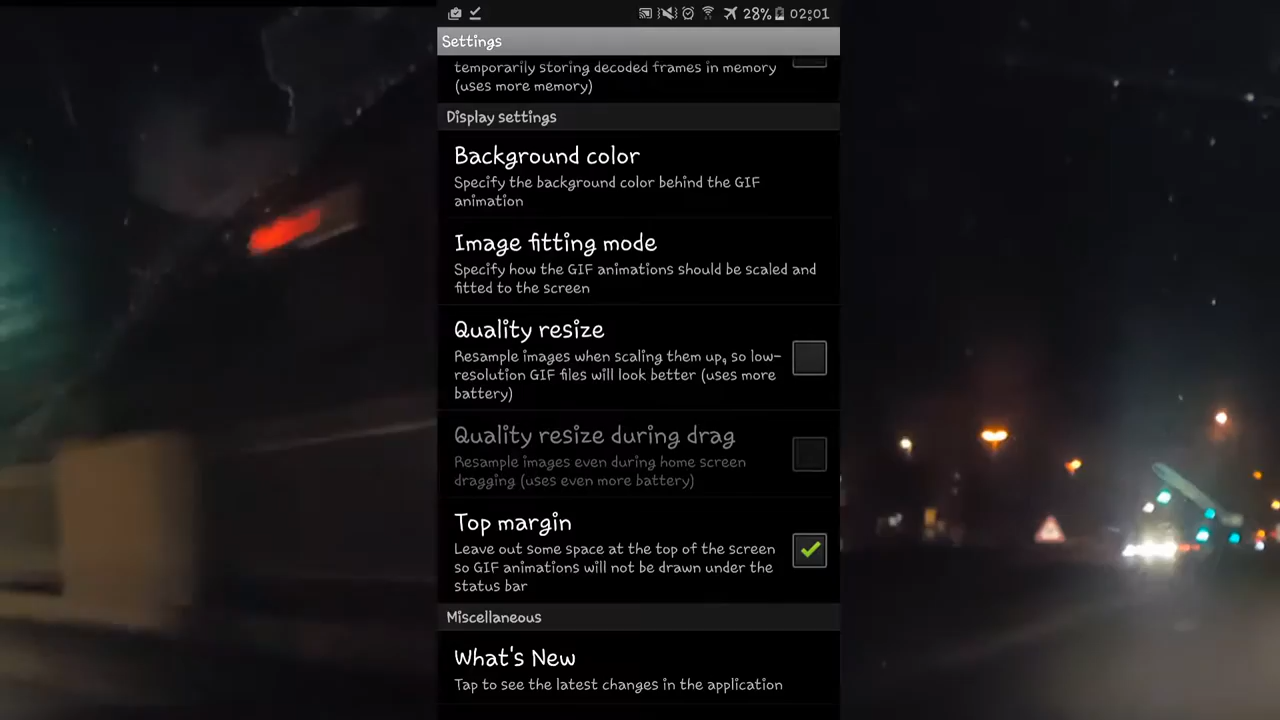 28% 02:01
Settings
temporarily storing decoded frames in memory
(uses more memory)
Display settings
Background color
Specify the background color behind the GIF
animation
Image fitting mode
Specify how the GIF animations should be scaled and
fitted to the screen
Quality resize
Resample images when scaling them up, so low-
resolution GIF files will look better (uses more
battery)
Quality resize during drag
Resample images even during home screen
dragging (uses even more battery)
Top margin
Leave out some space at the top of the screen
so GIF animations will not be drawn under the
status bar
Miscellaneous
What's New
Tap to see the latest changes in the application